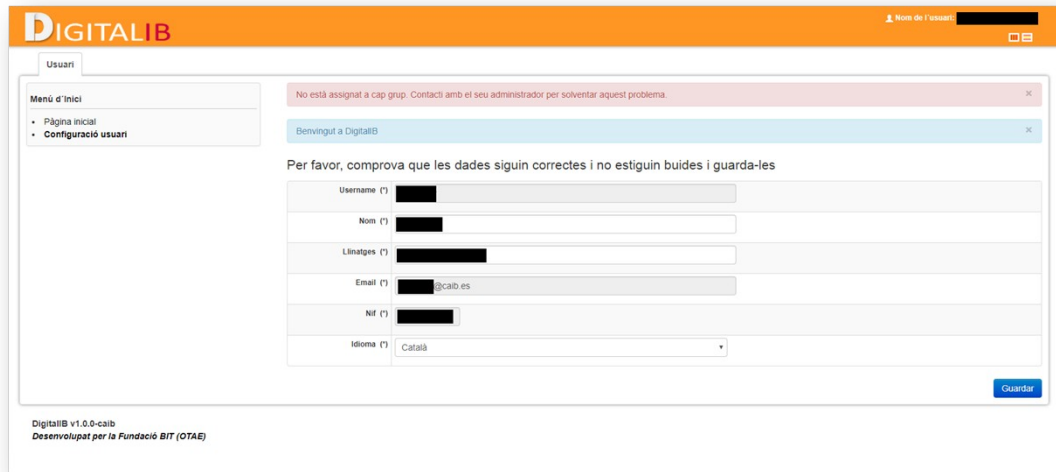 DIGITALIB
Nom de l´usuari:
Usuari
Menú d´Inici
• Pàgina inicial
• Configuració usuari
No està assignat a cap grup. Contacti amb el seu administrador per solventar aquest problema. ×
Benvingut a DigitalIB ×
Per favor, comprova que les dades siguin correctes i no estiguin buides i guarda-les
Username (*)
Nom (*)
Llinatges (*)
Email (*) @caib.es
Nif (*)
Idioma (*) Català
Guardar
DigitalIB v1.0.0-caib
Desenvolupat per la Fundació BIT (OTAE)